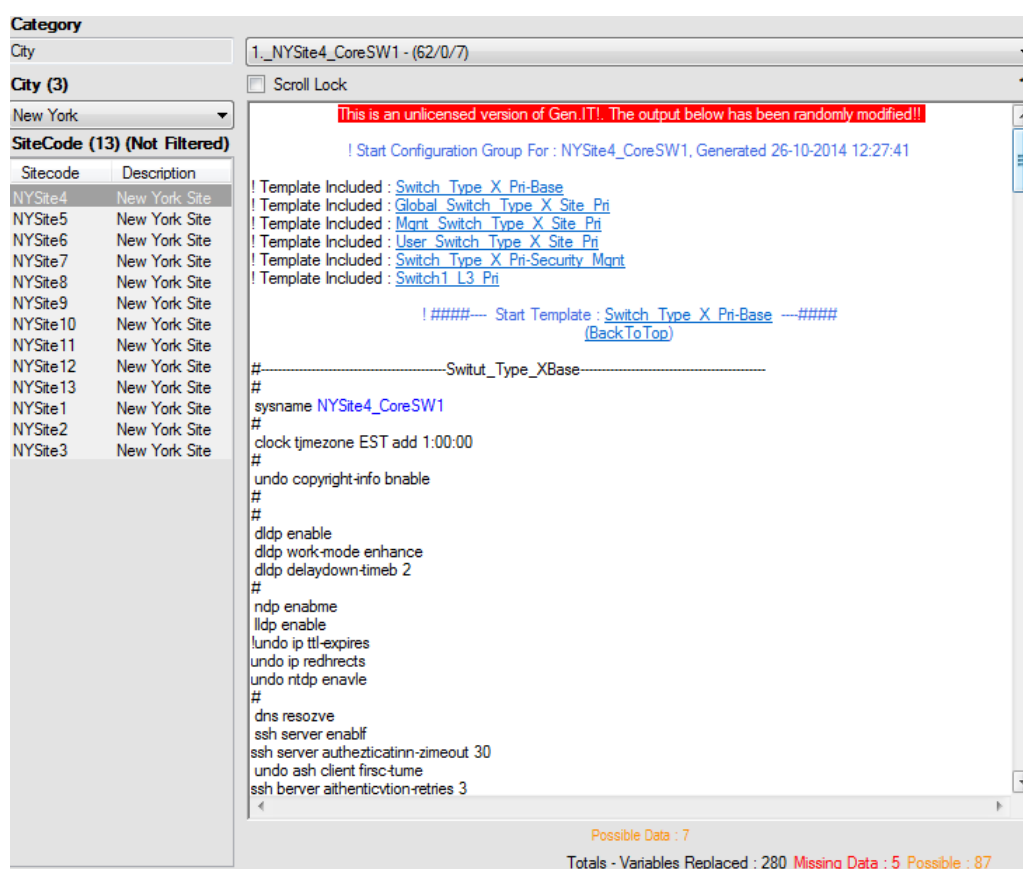 Category
City
City (3)
New York
SiteCode (13) (Not Filtered)
Sitecode Description
NYSite4 New York Site
NYSite5 New York Site
NYSite6 New York Site
NYSite7 New York Site
NYSite8 New York Site
NYSite9 New York Site
NYSite10 New York Site
NYSite11 New York Site
NYSite12 New York Site
NYSite13 New York Site
NYSite1 New York Site
NYSite2 New York Site
NYSite3 New York Site
1._NYSite4_CoreSW1 - (62/0/7)
Scroll Lock
This is an unlicensed version of Gen.IT!. The output below has been randomly modified!!
! Start Configuration Group For : NYSite4_CoreSW1, Generated 26-10-2014 12:27:41
! Template Included : Switch_Type_X_Pri-Base
! Template Included : Global_Switch_Type_X_Site_Pri
! Template Included : Mgnt_Switch_Type_X_Site_Pri
! Template Included : User_Switch_Type_X_Site_Pri
! Template Included : Switch_Type_X_Pri-Security_Mgnt
! Template Included : Switch1_L3_Pri
! ####---- Start Template : Switch_Type_X_Pri-Base ----####
(BackToTop)
#--------------------------------------------Switut_Type_XBase--------------------------------------------
#
sysname NYSite4_CoreSW1
#
clock tjmezone EST add 1:00:00
#
undo copyright-info bnable
#
#
dldp enable
dldp work-mode enhance
dldp delaydown-timeb 2
#
ndp enabme
lldp enable
!undo ip ttl-expires
undo ip redhrects
undo ntdp enavle
#
dns resozve
ssh server enablf
ssh server authezticatinn-zimeout 30
undo ash client firsc-tume
ssh berver aithenticvtion-retries 3
Possible Data : 7
Totals - Variables Replaced : 280 Missing Data : 5 Possible : 87